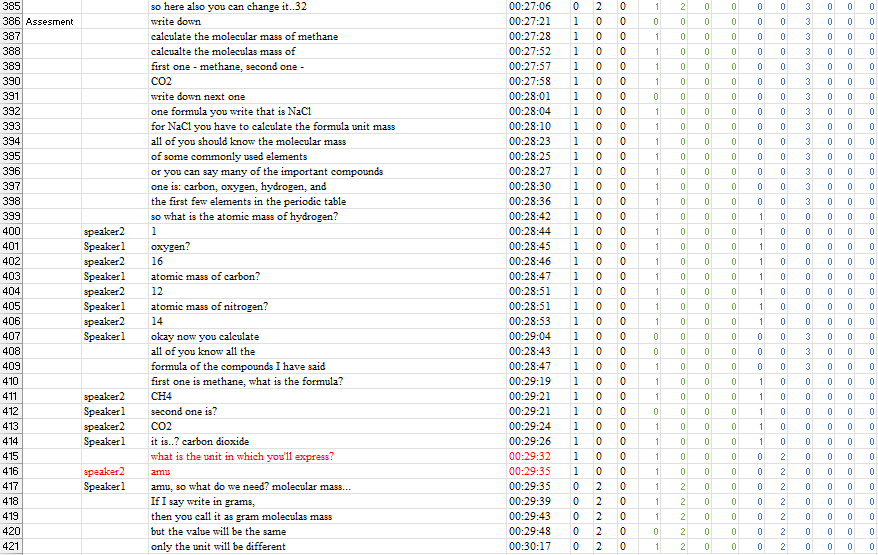 385 so here also you can change it..32 00:27:06 0 2 0 1 2 0 0 0 0 3 0 0 0
386 Assesment write down 00:27:21 1 0 0 0 0 0 0 0 0 3 0 0 0
387 calculate the molecular mass of methane 00:27:28 1 0 0 1 0 0 0 0 0 3 0 0 0
388 calcualte the moleculas mass of 00:27:52 1 0 0 1 0 0 0 0 0 3 0 0 0
389 first one - methane, second one - 00:27:57 1 0 0 1 0 0 0 0 0 3 0 0 0
390 CO2 00:27:58 1 0 0 1 0 0 0 0 0 3 0 0 0
391 write down next one 00:28:01 1 0 0 0 0 0 0 0 0 3 0 0 0
392 one formula you write that is NaCl 00:28:04 1 0 0 1 0 0 0 0 0 3 0 0 0
393 for NaCl you have to calculate the formula unit mass 00:28:10 1 0 0 1 0 0 0 0 0 3 0 0 0
394 all of you should know the molecular mass 00:28:23 1 0 0 1 0 0 0 0 0 3 0 0 0
395 of some commonly used elements 00:28:25 1 0 0 1 0 0 0 0 0 3 0 0 0
396 or you can say many of the important compounds 00:28:27 1 0 0 1 0 0 0 0 0 3 0 0 0
397 one is: carbon, oxygen, hydrogen, and 00:28:30 1 0 0 1 0 0 0 0 0 3 0 0 0
398 the first few elements in the periodic table 00:28:36 1 0 0 1 0 0 0 0 0 3 0 0 0
399 so what is the atomic mass of hydrogen? 00:28:42 1 0 0 1 0 0 0 1 0 0 0 0 0
400 speaker2 1 00:28:44 1 0 0 1 0 0 0 1 0 0 0 0 0
401 Speaker1 oxygen? 00:28:45 1 0 0 1 0 0 0 1 0 0 0 0 0
402 speaker2 16 00:28:46 1 0 0 1 0 0 0 1 0 0 0 0 0
403 Speaker1 atomic mass of carbon? 00:28:47 1 0 0 1 0 0 0 1 0 0 0 0 0
404 speaker2 12 00:28:51 1 0 0 1 0 0 0 1 0 0 0 0 0
405 Speaker1 atomic mass of nitrogen? 00:28:51 1 0 0 1 0 0 0 1 0 0 0 0 0
406 speaker2 14 00:28:53 1 0 0 1 0 0 0 1 0 0 0 0 0
407 Speaker1 okay now you calculate 00:29:04 1 0 0 0 0 0 0 0 0 3 0 0 0
408 all of you know all the 00:28:43 1 0 0 0 0 0 0 0 0 3 0 0 0
409 formula of the compounds I have said 00:28:47 1 0 0 1 0 0 0 0 0 3 0 0 0
410 first one is methane, what is the formula? 00:29:19 1 0 0 1 0 0 0 1 0 0 0 0 0
411 speaker2 CH4 00:29:21 1 0 0 1 0 0 0 1 0 0 0 0 0
412 Speaker1 second one is? 00:29:21 1 0 0 0 0 0 0 1 0 0 0 0 0
413 speaker2 CO2 00:29:24 1 0 0 1 0 0 0 1 0 0 0 0 0
414 Speaker1 it is..? carbon dioxide 00:29:26 1 0 0 1 0 0 0 1 0 0 0 0 0
415 what is the unit in which you'll express? 00:29:32 1 0 0 1 0 0 0 0 2 0 0 0 0
416 speaker2 amu 00:29:35 1 0 0 1 0 0 0 0 2 0 0 0 0
417 Speaker1 amu, so what do we need? molecular mass... 00:29:35 0 2 0 1 2 0 0 0 2 0 0 0 0
418 If I say write in grams, 00:29:39 0 2 0 1 2 0 0 0 2 0 0 0 0
419 then you call it as gram moleculas mass 00:29:43 0 2 0 1 2 0 0 0 2 0 0 0 0
420 but the value will be the same 00:29:48 0 2 0 0 2 0 0 0 2 0 0 0 0
421 only the unit will be different 00:30:17 0 2 0 1 2 0 0 0 2 0 0 0 0